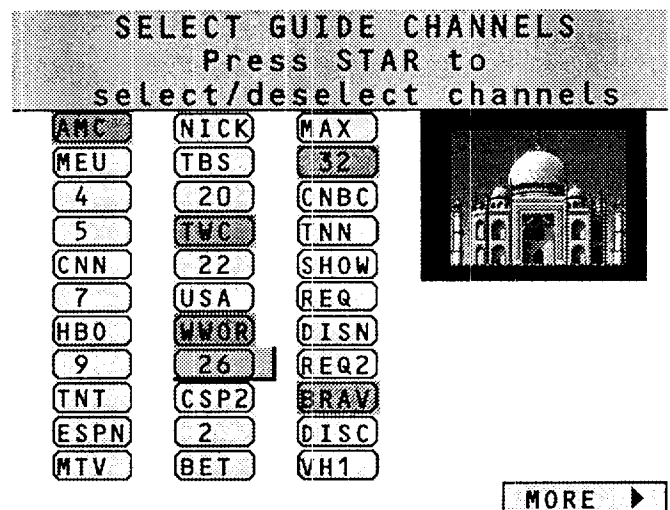 SELECT GUIDE CHANNELS
Press STAR to
select/deselect channels
AMC NICK MAX
MEU TBS 32
4 20 CNBC
5 TWC TNN
CNN 22 SHOW
7 USA REQ
HBO WWOR DISN
9 26 REQ2
TNT CSP2 BRAV
ESPN 2 DISC
MTV BET VH1
MORE